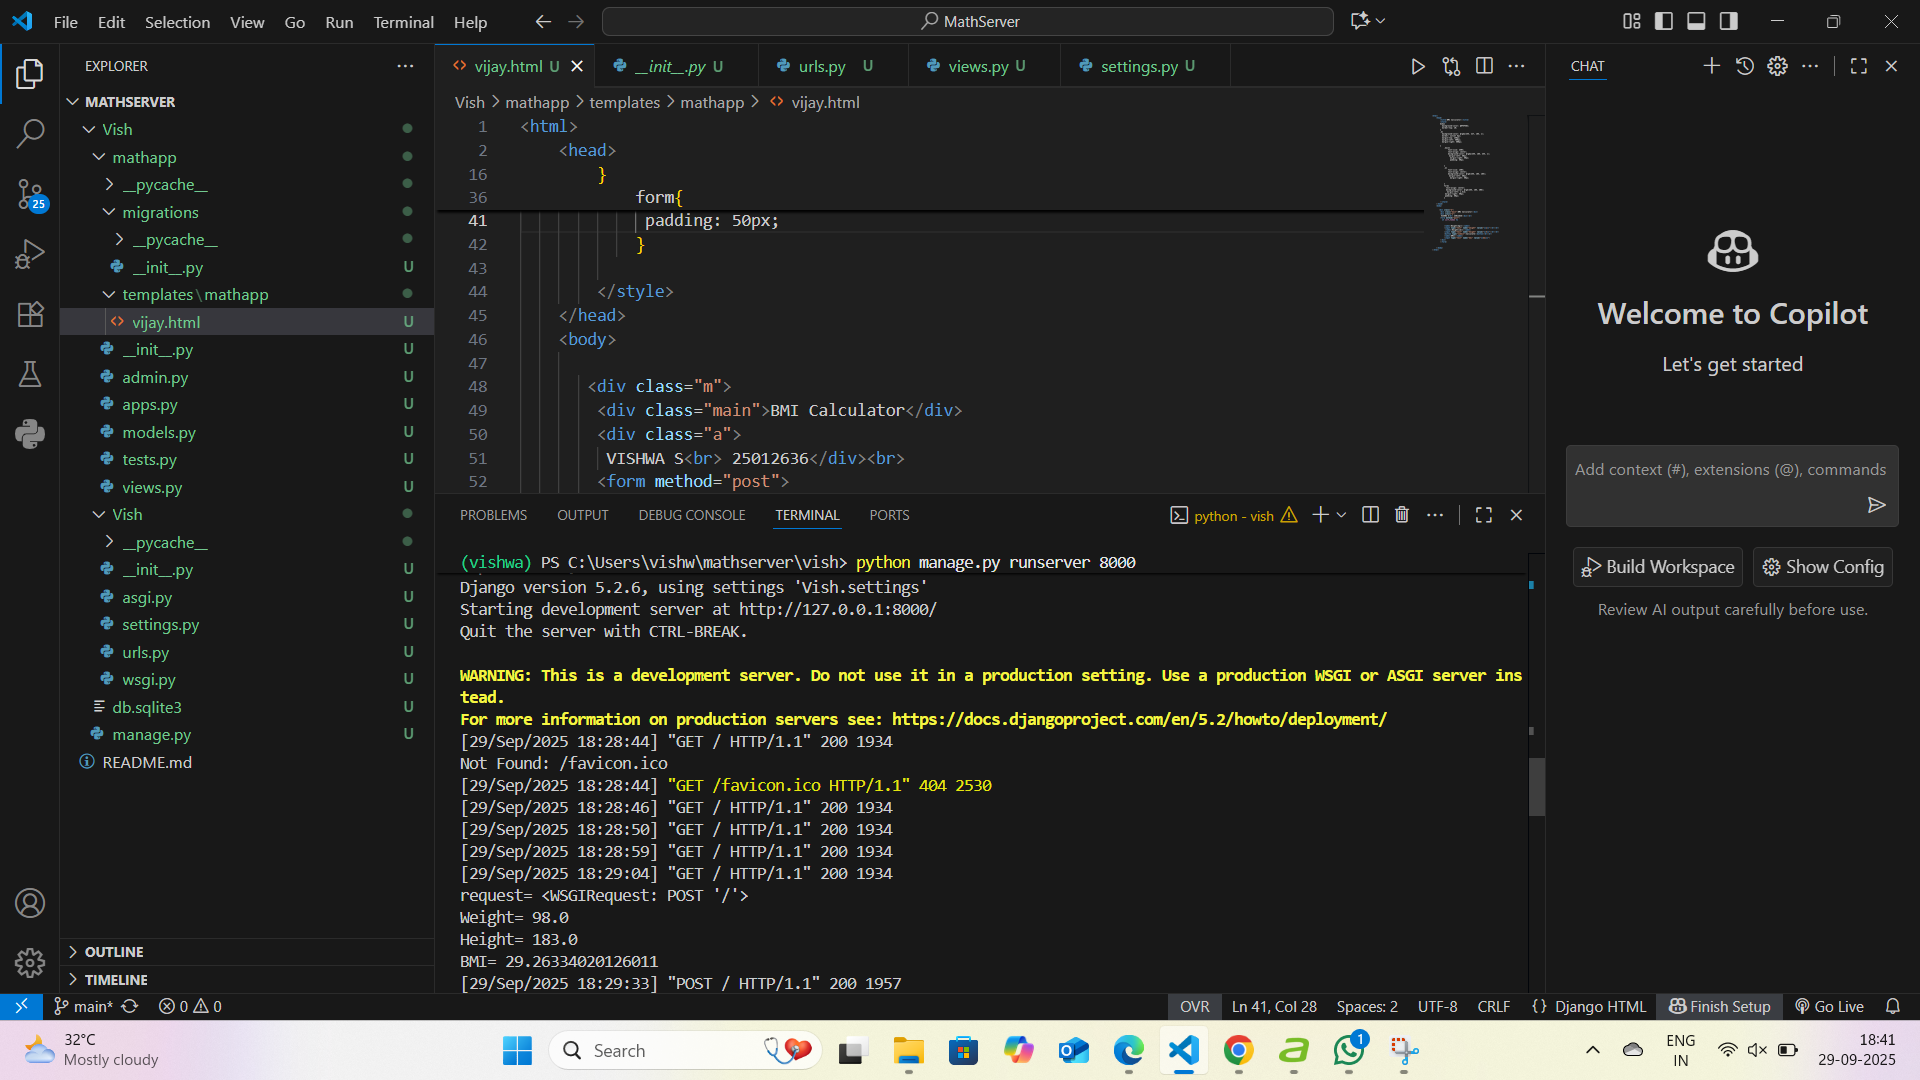 File Edit Selection View Go Run Terminal Help
MathServer
EXPLORER
MATHSERVER
Vish
mathapp
__pycache__
migrations
__pycache__
__init__.py U
templates\mathapp
vijay.html U
__init__.py U
admin.py U
apps.py U
models.py U
tests.py U
views.py U
Vish
__pycache__
__init__.py U
asgi.py U
settings.py U
urls.py U
wsgi.py U
db.sqlite3 U
manage.py U
README.md
OUTLINE
TIMELINE
25
vijay.html U __init__.py U urls.py U views.py U settings.py U
Vish > mathapp > templates > mathapp > vijay.html
1 <html>
2 <head>
16 }
36 form{
41 padding: 50px;
42 }
43
44 </style>
45 </head>
46 <body>
47
48 <div class="m">
49 <div class="main">BMI Calculator</div>
50 <div class="a">
51 VISHWA S<br> 25012636</div><br>
52 <form method="post">
PROBLEMS OUTPUT DEBUG CONSOLE TERMINAL PORTS
python - vish
(vishwa) PS C:\Users\vishw\mathserver\vish> python manage.py runserver 8000
Django version 5.2.6, using settings 'Vish.settings'
Starting development server at http://127.0.0.1:8000/
Quit the server with CTRL-BREAK.
WARNING: This is a development server. Do not use it in a production setting. Use a production WSGI or ASGI server ins
tead.
For more information on production servers see: https://docs.djangoproject.com/en/5.2/howto/deployment/
[29/Sep/2025 18:28:44] "GET / HTTP/1.1" 200 1934
Not Found: /favicon.ico
[29/Sep/2025 18:28:44] "GET /favicon.ico HTTP/1.1" 404 2530
[29/Sep/2025 18:28:46] "GET / HTTP/1.1" 200 1934
[29/Sep/2025 18:28:50] "GET / HTTP/1.1" 200 1934
[29/Sep/2025 18:28:59] "GET / HTTP/1.1" 200 1934
[29/Sep/2025 18:29:04] "GET / HTTP/1.1" 200 1934
request= <WSGIRequest: POST '/'>
Weight= 98.0
Height= 183.0
BMI= 29.26334020126011
[29/Sep/2025 18:29:33] "POST / HTTP/1.1" 200 1957
CHAT
Welcome to Copilot
Let's get started
Add context (#), extensions (@), commands
Build Workspace Show Config
Review AI output carefully before use.
main* 0 0 OVR Ln 41, Col 28 Spaces: 2 UTF-8 CRLF {} Django HTML Finish Setup Go Live
32°C
Mostly cloudy
Search
1
ENG
IN
18:41
29-09-2025